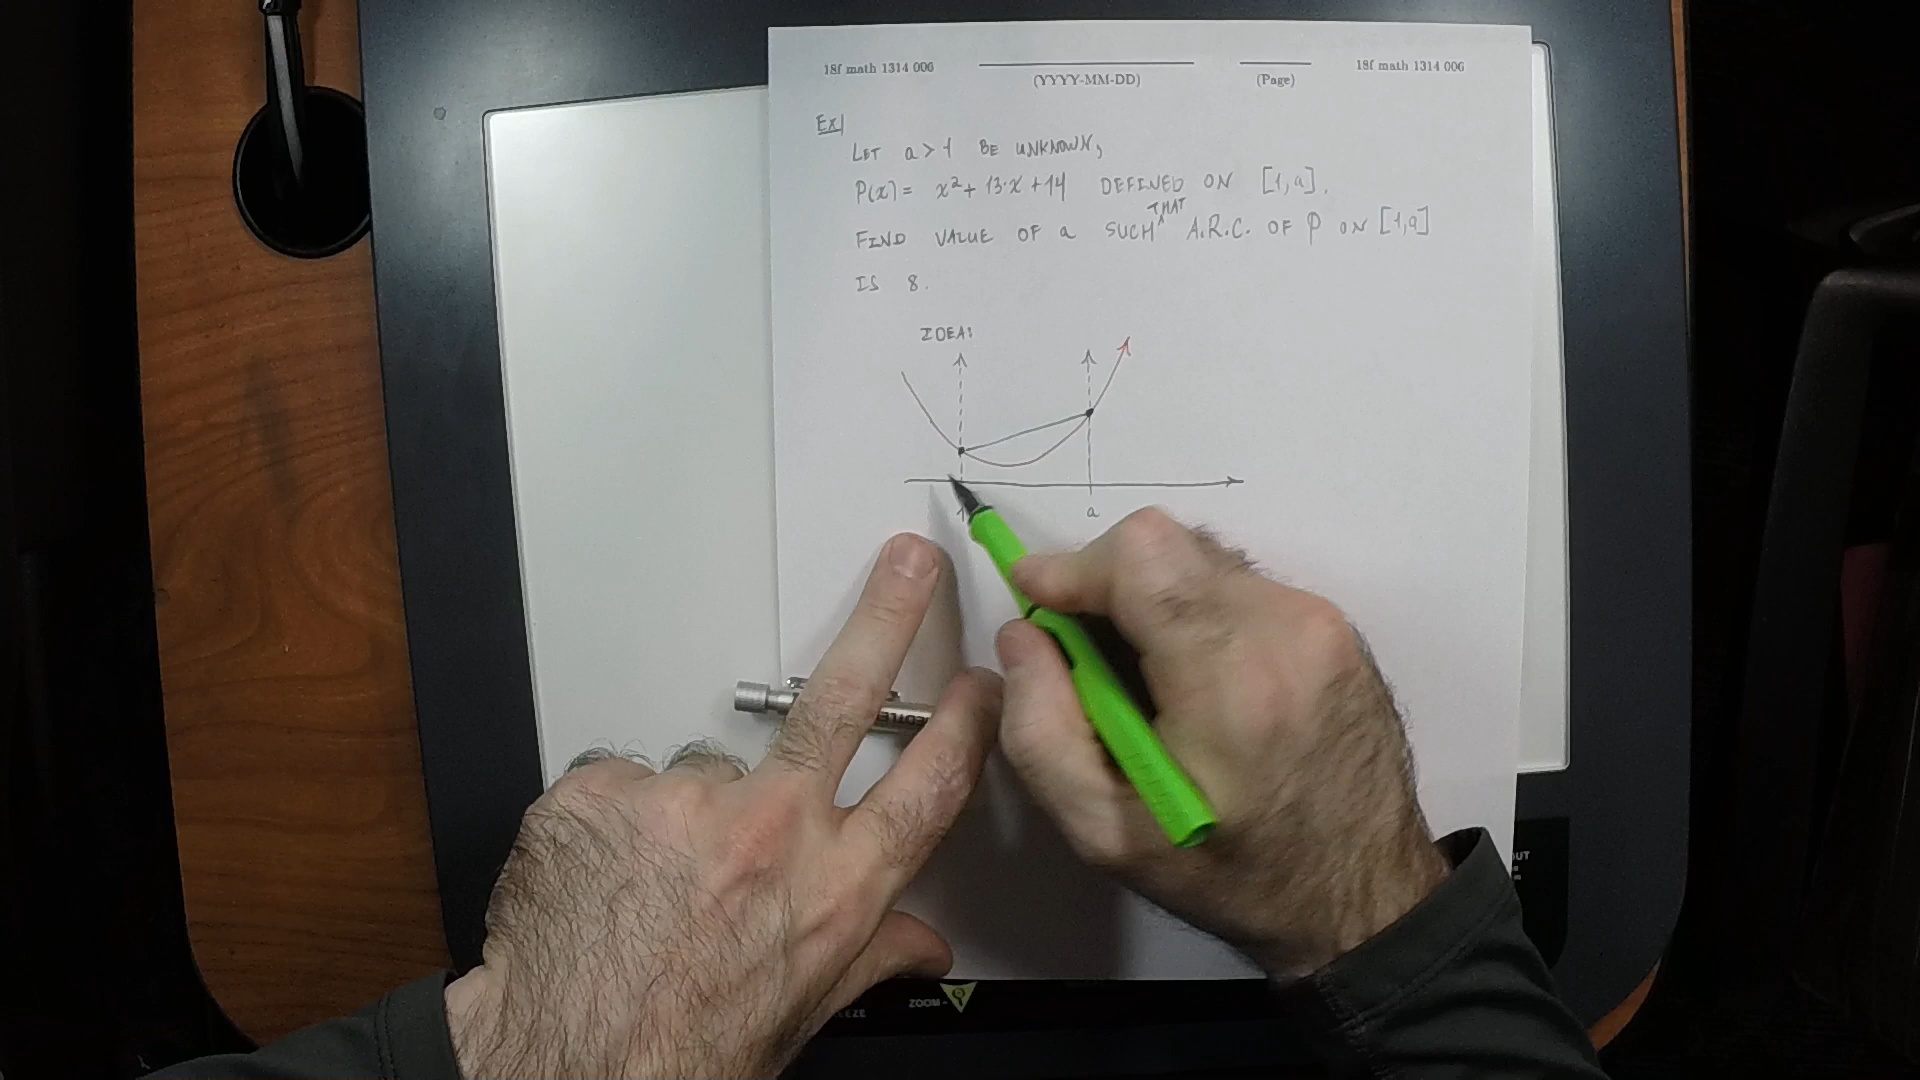 18f math 1314 006
(YYYY-MM-DD)
(Page)
18f math 1314 006
Ex|
LET a > 1 BE UNKNOWN,
P(x) = x² + 13·x + 14 DEFINED ON [1,a].
THAT
FIND VALUE OF a SUCH^ A.R.C. OF P ON [1,a]
IS 8.
IDEA:
a
ZOOM-